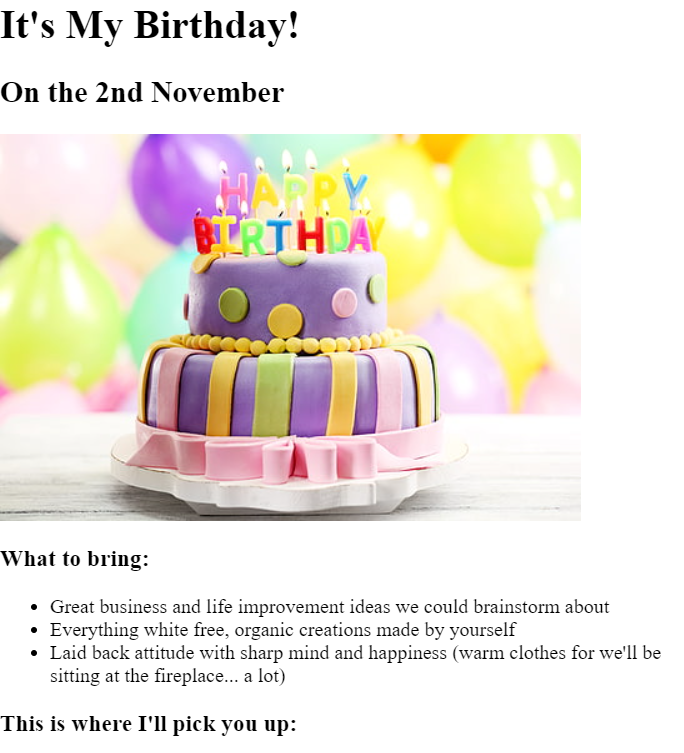 It's My Birthday!
On the 2nd November
HAPPY
BIRTHDAY
What to bring:
Great business and life improvement ideas we could brainstorm about
Everything white free, organic creations made by yourself
Laid back attitude with sharp mind and happiness (warm clothes for we'll be
sitting at the fireplace... a lot)
This is where I'll pick you up: